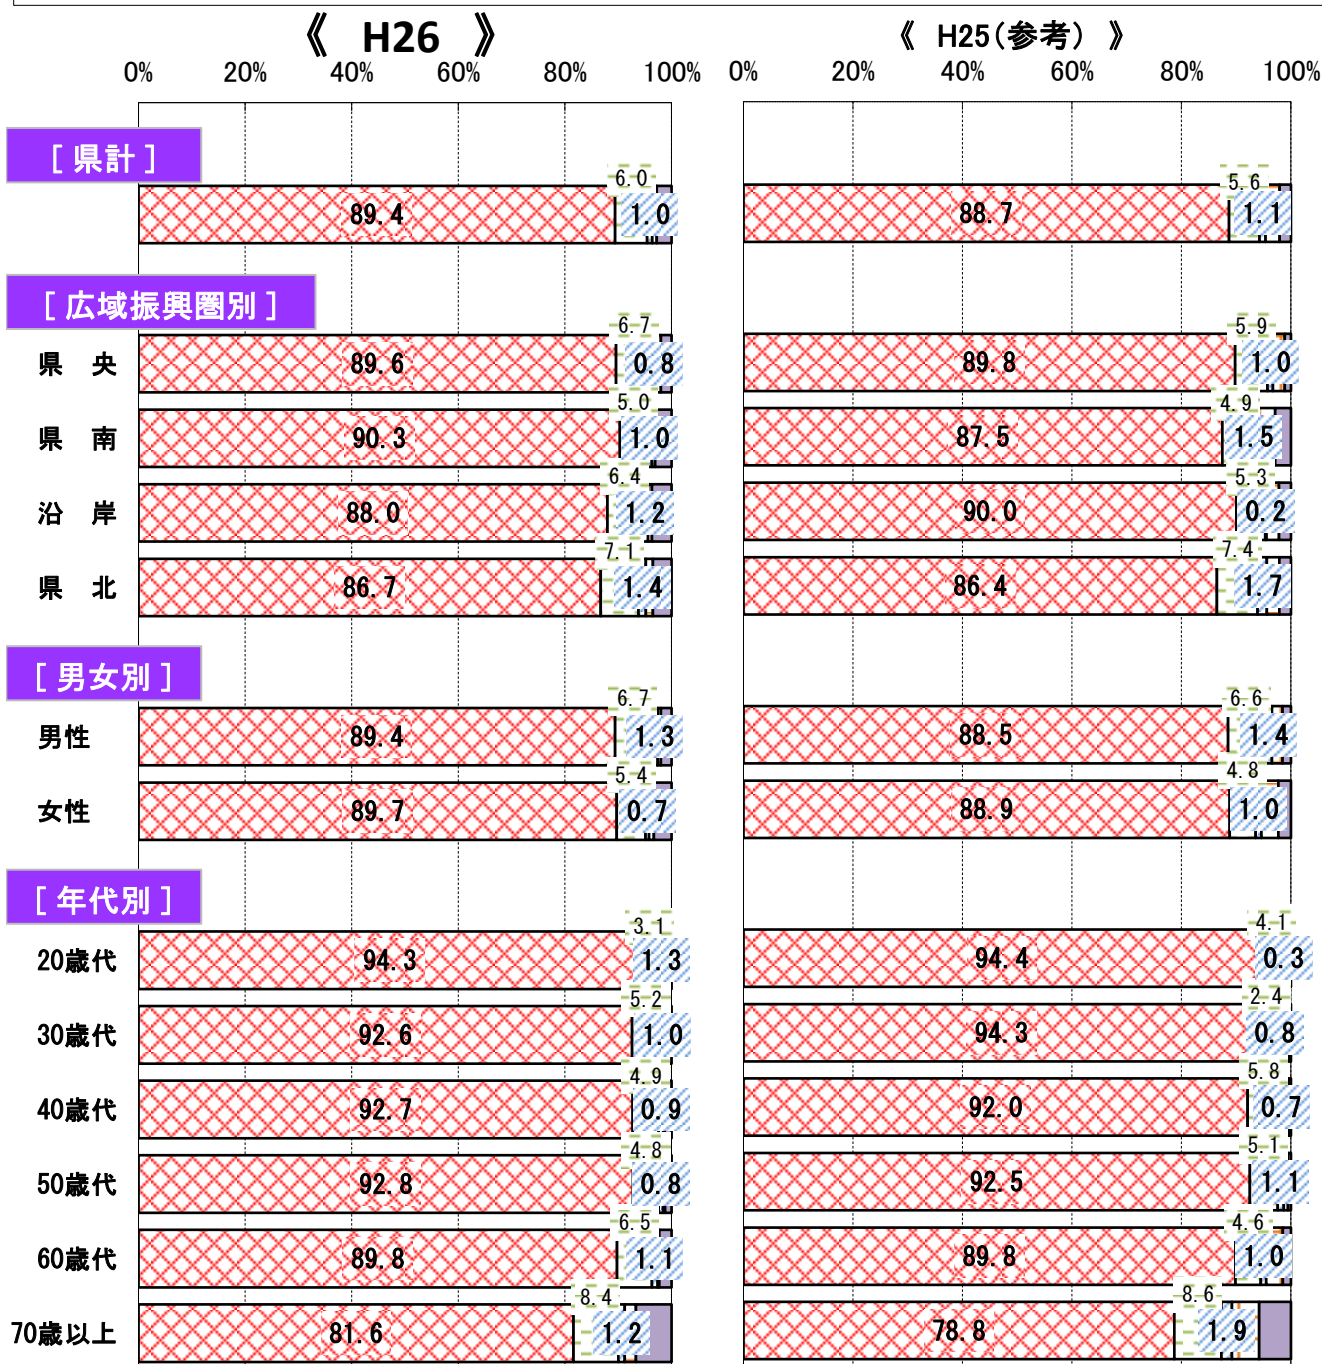 《 H26 》
《 H25(参考) 》
0% 20% 40% 60% 80% 100%
0% 20% 40% 60% 80% 100%
[ 県計 ]
6.0
5.6
89.4 1.0
88.7 1.1
[ 広域振興圏別 ]
6.7
5.9
県 央 89.6 0.8
89.8 1.0
5.0
4.9
県 南 90.3 1.0
87.5 1.5
6.4
5.3
沿 岸 88.0 1.2
90.0 0.2
7.1
7.4
県 北 86.7 1.4
86.4 1.7
[ 男女別 ]
6.7
6.6
男性 89.4 1.3
88.5 1.4
5.4
4.8
女性 89.7 0.7
88.9 1.0
[ 年代別 ]
3.1
4.1
20歳代 94.3 1.3
94.4 0.3
5.2
2.4
30歳代 92.6 1.0
94.3 0.8
4.9
5.8
40歳代 92.7 0.9
92.0 0.7
4.8
5.1
50歳代 92.8 0.8
92.5 1.1
6.5
4.6
60歳代 89.8 1.1
89.8 1.0
8.4
8.6
70歳以上 81.6 1.2
78.8 1.9